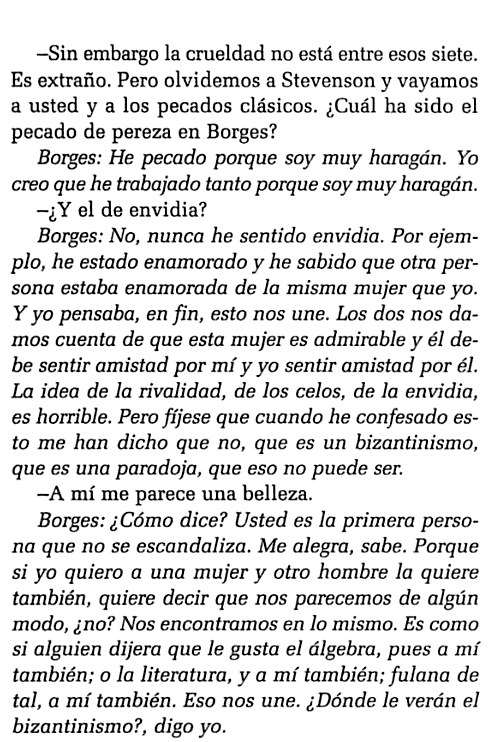 –Sin embargo la crueldad no está entre esos siete.
Es extraño. Pero olvidemos a Stevenson y vayamos
a usted y a los pecados clásicos. ¿Cuál ha sido el
pecado de pereza en Borges?
Borges: He pecado porque soy muy haragán. Yo
creo que he trabajado tanto porque soy muy haragán.
–¿Y el de envidia?
Borges: No, nunca he sentido envidia. Por ejem-
plo, he estado enamorado y he sabido que otra per-
sona estaba enamorada de la misma mujer que yo.
Y yo pensaba, en fin, esto nos une. Los dos nos da-
mos cuenta de que esta mujer es admirable y él de-
be sentir amistad por mí y yo sentir amistad por él.
La idea de la rivalidad, de los celos, de la envidia,
es horrible. Pero fíjese que cuando he confesado es-
to me han dicho que no, que es un bizantinismo,
que es una paradoja, que eso no puede ser.
–A mí me parece una belleza.
Borges: ¿Cómo dice? Usted es la primera perso-
na que no se escandaliza. Me alegra, sabe. Porque
si yo quiero a una mujer y otro hombre la quiere
también, quiere decir que nos parecemos de algún
modo, ¿no? Nos encontramos en lo mismo. Es como
si alguien dijera que le gusta el álgebra, pues a mí
también; o la literatura, y a mí también; fulana de
tal, a mí también. Eso nos une. ¿Dónde le verán el
bizantinismo?, digo yo.